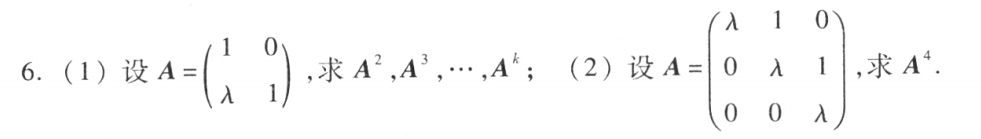 6. (1) 设 $\boldsymbol{A}=\begin{pmatrix} 1 & 0 \\ \lambda & 1 \end{pmatrix}$,求 $\boldsymbol{A}^2,\boldsymbol{A}^3,\cdots,\boldsymbol{A}^k$; (2) 设 $\boldsymbol{A}=\begin{pmatrix} \lambda & 1 & 0 \\ 0 & \lambda & 1 \\ 0 & 0 & \lambda \end{pmatrix}$,求 $\boldsymbol{A}^4$.